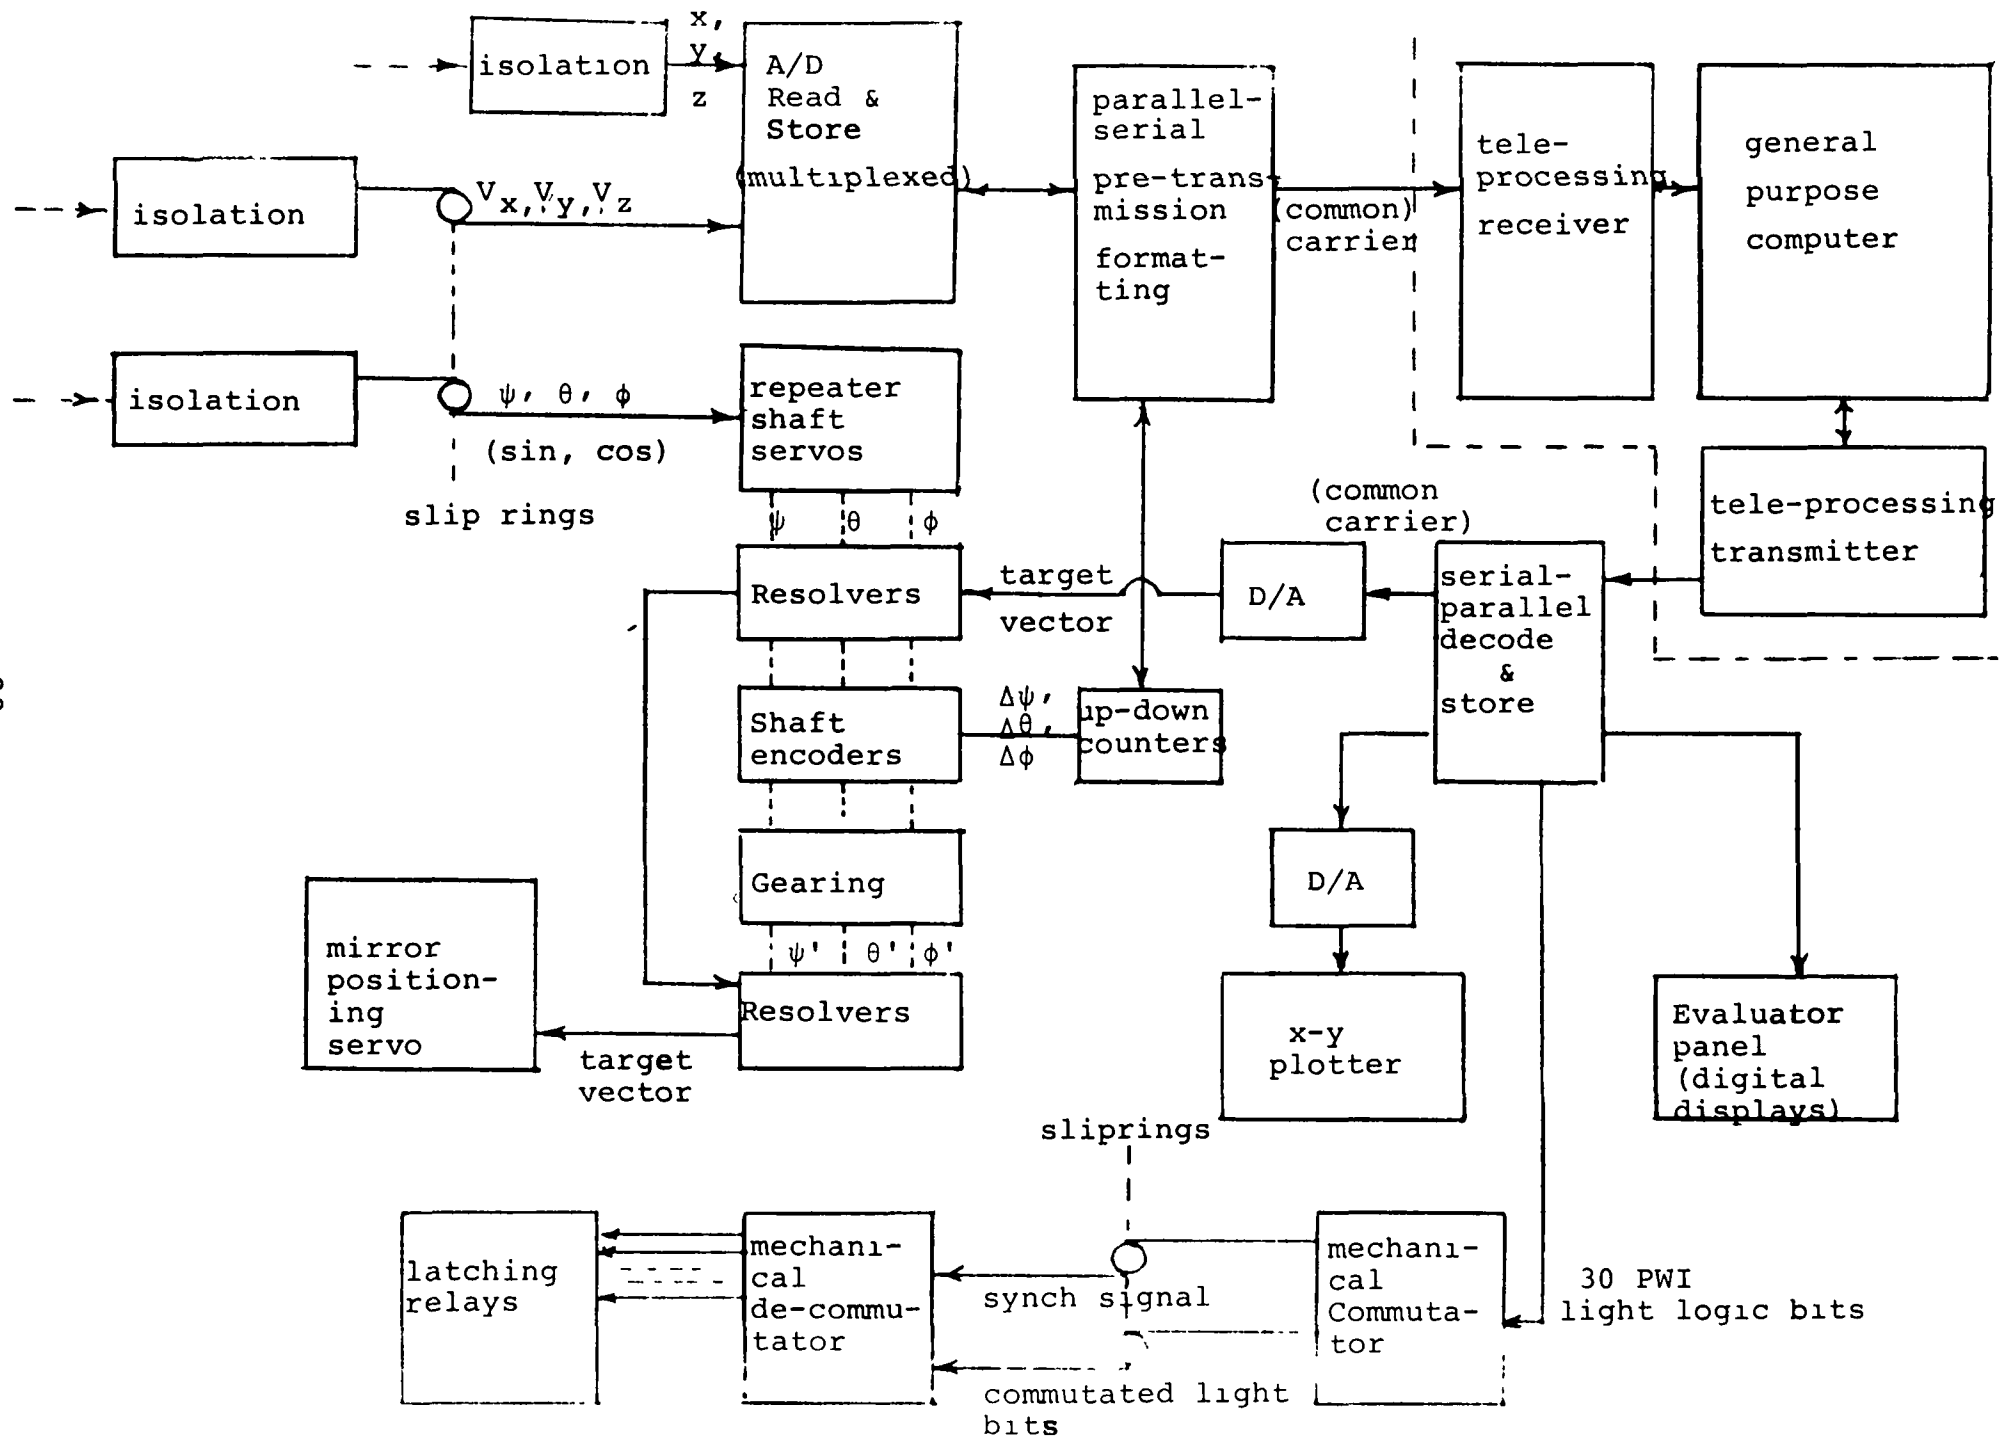 x,
y,
z
isolation
A/D
Read &
Store
(multiplexed)
parallel-
serial
pre-trans-
mission
format-
ting
(common)
carrier
tele-
processing
receiver
general
purpose
computer
isolation
Vx, Vy, Vz
isolation
ψ, θ, φ
(sin, cos)
slip rings
repeater
shaft
servos
ψ θ φ
(common
carrier)
tele-processing
transmitter
Resolvers
target
vector
D/A
serial-
parallel
decode
&
store
Shaft
encoders
Δψ,
Δθ,
Δφ
up-down
counters
Gearing
D/A
ψ' θ' φ'
mirror
position-
ing
servo
Resolvers
target
vector
x-y
plotter
Evaluator
panel
(digital
displays)
sliprings
latching
relays
mechani-
cal
de-commu-
tator
synch signal
commutated light
bits
mechani-
cal
Commuta-
tor
30 PWI
light logic bits